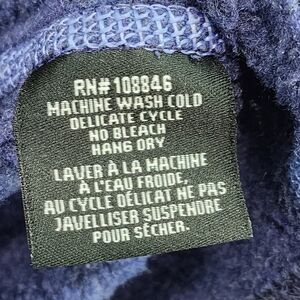 RN# 108846
MACHINE WASH COLD
DELICATE CYCLE
NO BLEACH
HANG DRY
LAVER À LA MACHINE
À L'EAU FROIDE,
AU CYCLE DÉLICAT NE PAS
JAVELLISER SUSPENDRE
POUR SÉCHER.